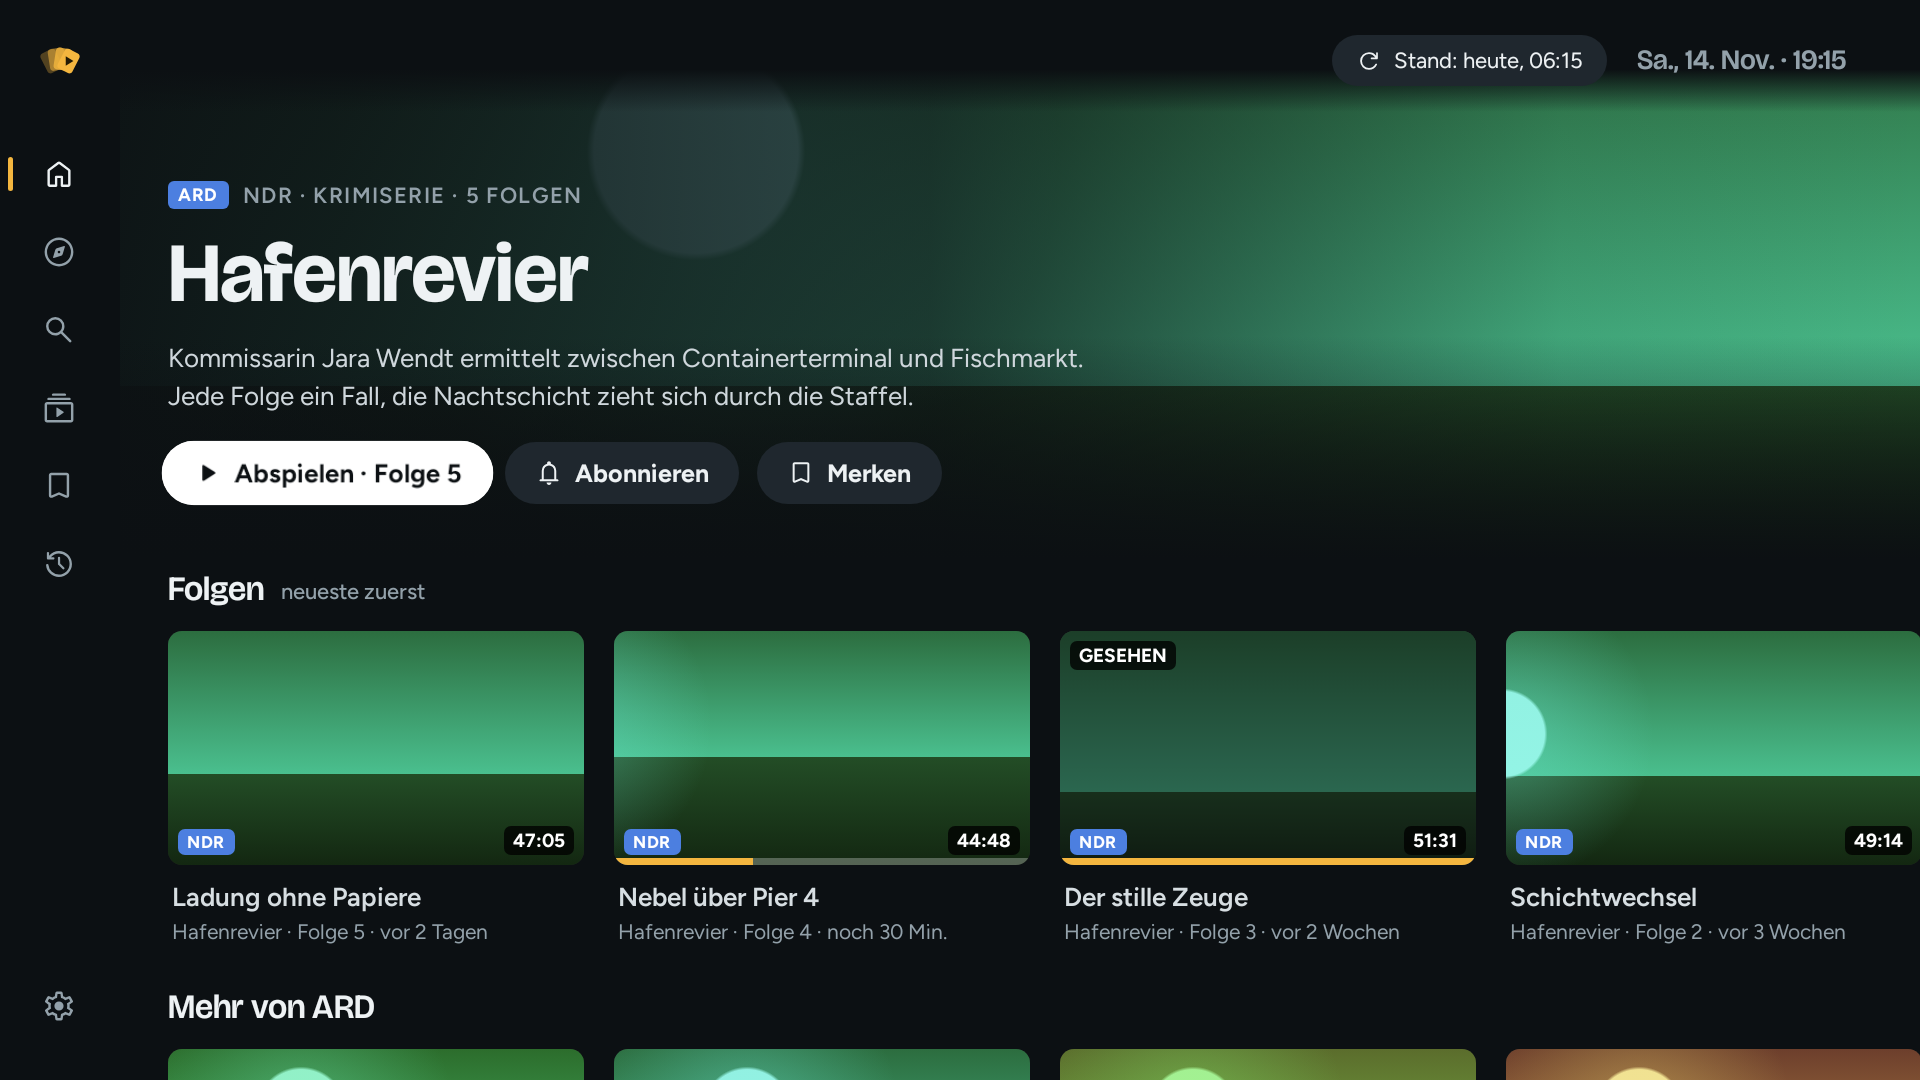 Stand: heute, 06:15
Sa., 14. Nov. · 19:15
ARD NDR · KRIMISERIE · 5 FOLGEN
Hafenrevier
Kommissarin Jara Wendt ermittelt zwischen Containerterminal und Fischmarkt.
Jede Folge ein Fall, die Nachtschicht zieht sich durch die Staffel.
Abspielen · Folge 5
Abonnieren
Merken
Folgen neueste zuerst
NDR 47:05
Ladung ohne Papiere
Hafenrevier · Folge 5 · vor 2 Tagen
NDR 44:48
Nebel über Pier 4
Hafenrevier · Folge 4 · noch 30 Min.
GESEHEN
NDR 51:31
Der stille Zeuge
Hafenrevier · Folge 3 · vor 2 Wochen
NDR 49:14
Schichtwechsel
Hafenrevier · Folge 2 · vor 3 Wochen
Mehr von ARD